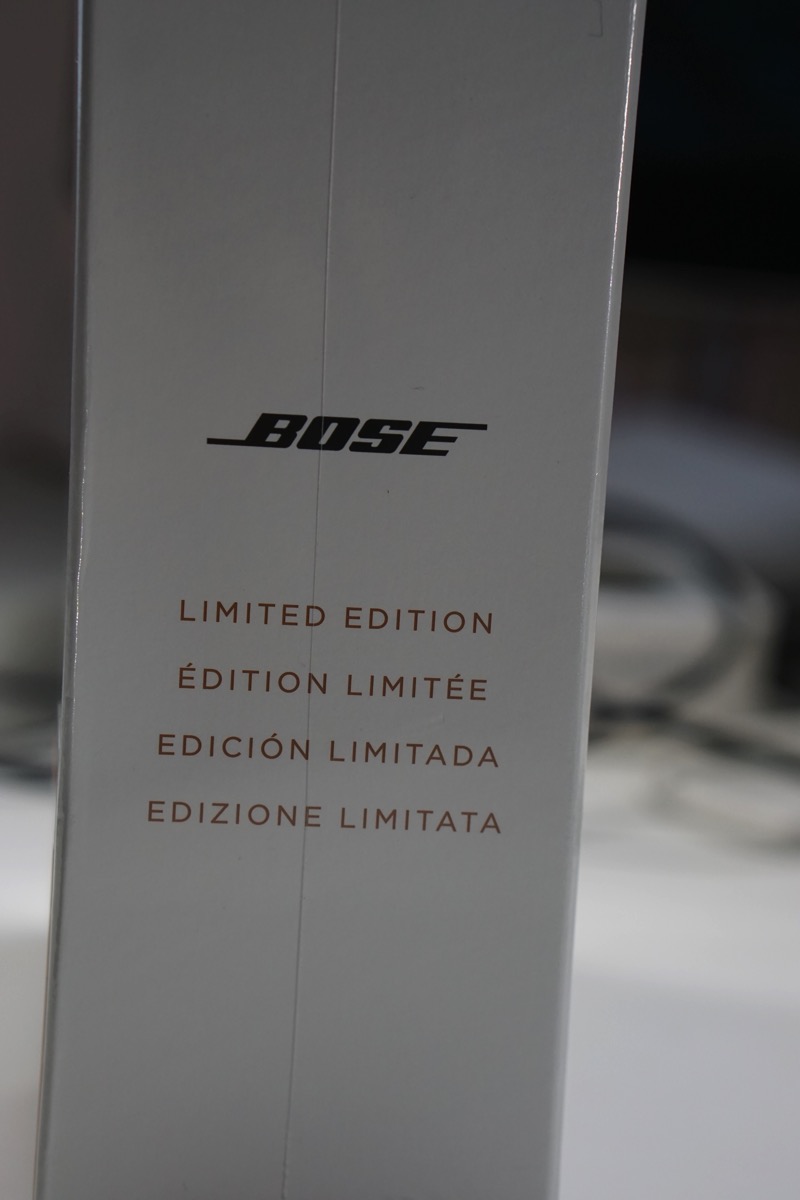 BOSE
LIMITED EDITION
ÉDITION LIMITÉE
EDICIÓN LIMITADA
EDIZIONE LIMITATA